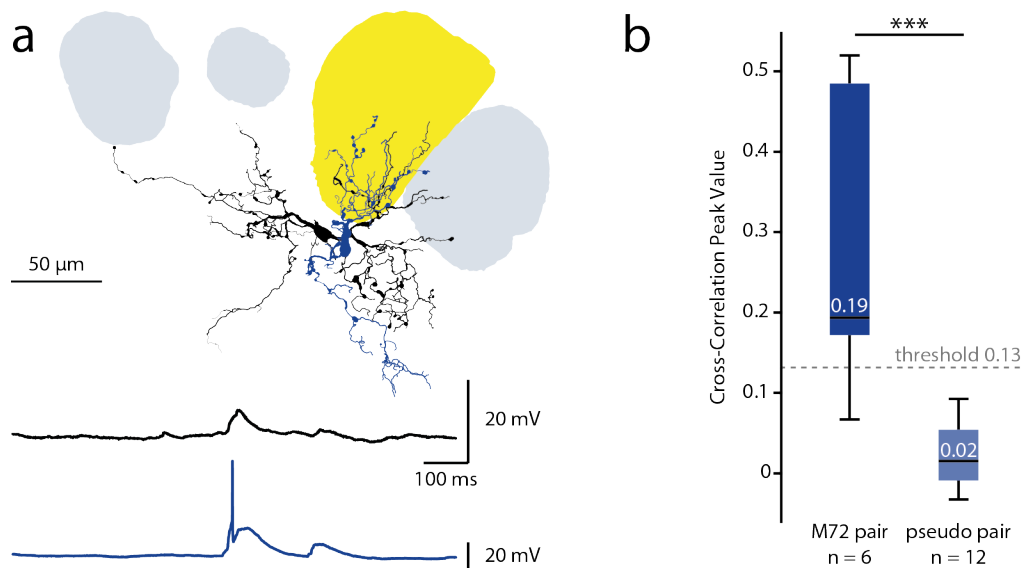 a
50 μm
20 mV
100 ms
20 mV
b
***
Cross-Correlation Peak Value
0.5
0.4
0.3
0.2
0.1
0
0.19
threshold 0.13
0.02
M72 pair
n = 6
pseudo pair
n = 12